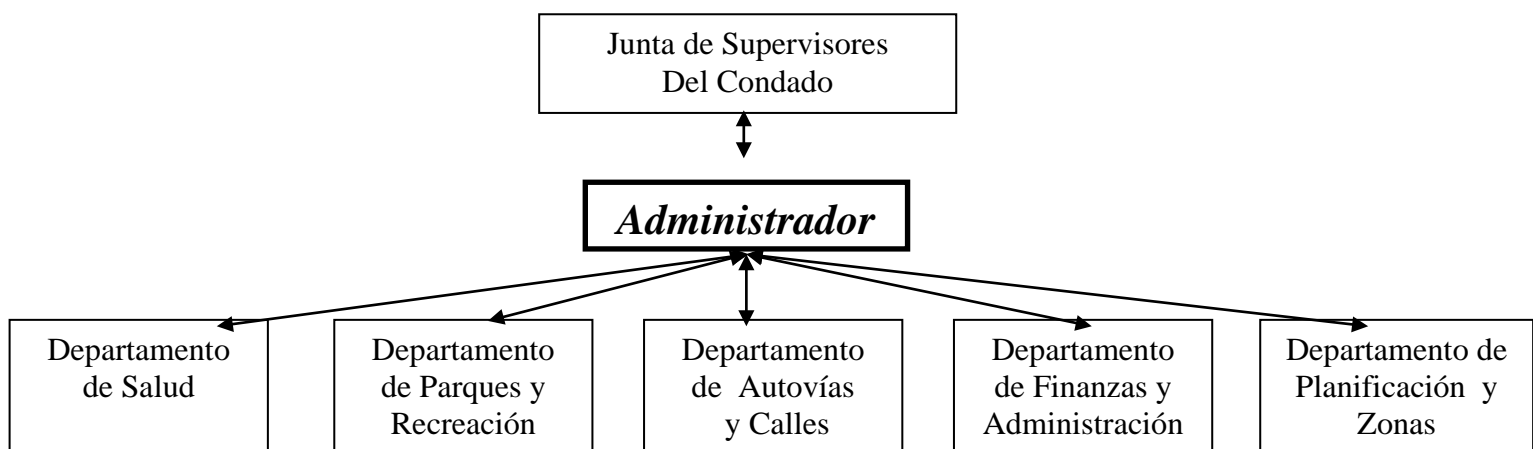 Junta de Supervisores
Del Condado
Administrador
Departamento
de Salud
Departamento
de Parques y
Recreación
Departamento
de Autovías
y Calles
Departamento
de Finanzas y
Administración
Departamento de
Planificación y
Zonas